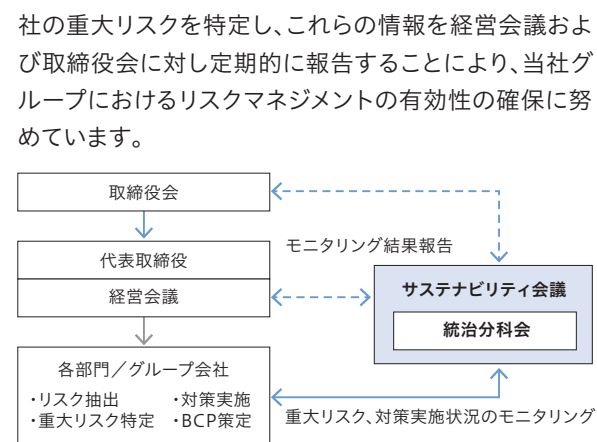 社の重大リスクを特定し、これらの情報を経営会議およ
び取締役会に対し定期的に報告することにより、当社グ
ループにおけるリスクマネジメントの有効性の確保に努
めています。
取締役会
モニタリング結果報告
代表取締役
経営会議
サステナビリティ会議
統治分科会
各部門／グループ会社
・リスク抽出 ・対策実施
・重大リスク特定 ・BCP策定
重大リスク、対策実施状況のモニタリング